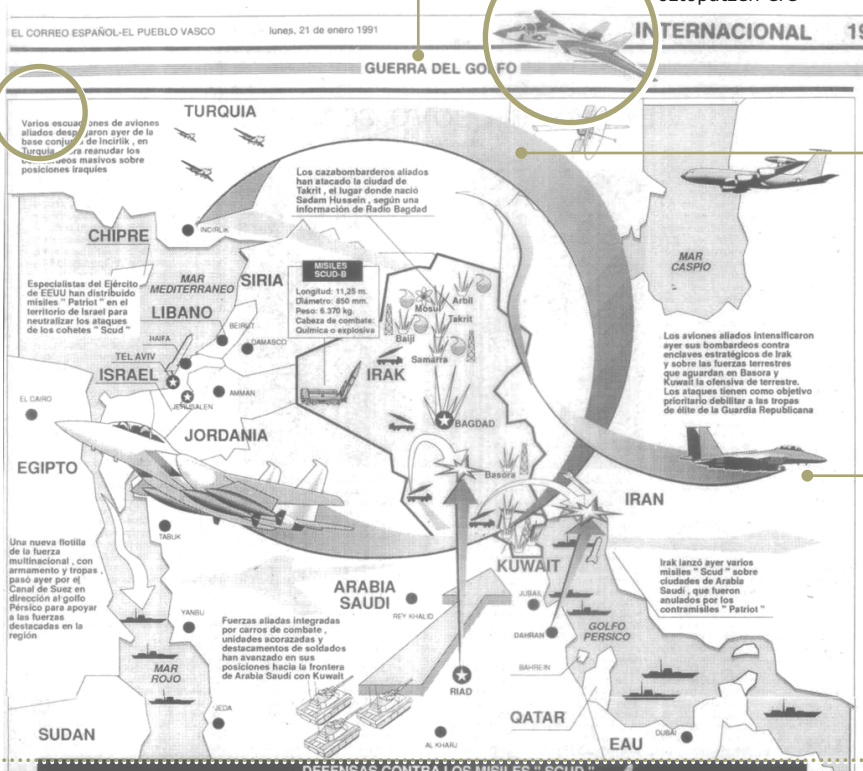 EL CORREO ESPAÑOL-EL PUEBLO VASCO
lunes, 21 de enero 1991
INTERNACIONAL
GUERRA DEL GOLFO
Varios escuadrones de aviones
aliados despegaron ayer de la
base conjunta de Incirlik , en
Turquía , para reanudar los
bombardeos masivos sobre
posiciones iraquíes
TURQUIA
Los cazabombarderos aliados
han atacado la ciudad de
Takrit , el lugar donde nació
Sadam Hussein , según una
información de Radio Bagdad
INCIRLIK
CHIPRE
MAR
CASPIO
Especialistas del Ejército
de EEUU han distribuido
misiles " Patriot " en el
territorio de Israel para
neutralizar los ataques
de los cohetes " Scud "
MAR
MEDITERRANEO
SIRIA
MISILES
SCUD-B
Longitud: 11,25 m.
Diámetro: 850 mm.
Peso: 6.370 kg.
Cabeza de combate:
Química o explosiva
Mosul
Arbil
Takrit
Baiji
Samarra
LIBANO
BEIRUT
HAIFA
DAMASCO
TEL AVIV
ISRAEL
IRAK
Los aviones aliados intensificaron
ayer sus bombardeos contra
enclaves estratégicos de Irak
y sobre las fuerzas terrestres
que aguardan en Basora y
Kuwait la ofensiva de terrestre.
Los ataques tienen como objetivo
prioritario debilitar a las tropas
de élite de la Guardia Republicana
EL CAIRO
AMMAN
JERUSALEN
BAGDAD
JORDANIA
EGIPTO
Basora
IRAN
Una nueva flotilla
de la fuerza
multinacional , con
armamento y tropas ,
pasó ayer por el
Canal de Suez en
dirección al golfo
Pérsico para apoyar
a las fuerzas
destacadas en la
región
TABUK
KUWAIT
Irak lanzó ayer varios
misiles " Scud " sobre
ciudades de Arabia
Saudí , que fueron
anulados por los
contramisiles " Patriot "
ARABIA
SAUDI
REY KHALID
JUBAIL
YANBU
Fuerzas aliadas integradas
por carros de combate ,
unidades acorazadas y
destacamentos de soldados
han avanzado en sus
posiciones hacia la frontera
de Arabia Saudí con Kuwait
DAHRAN
GOLFO
PERSICO
BAHREIN
MAR
ROJO
RIAD
JEDA
QATAR
SUDAN
AL KHARJ
EAU
DUBAI
DEFENSAS CONTRA LOS MISILES " SCUD "